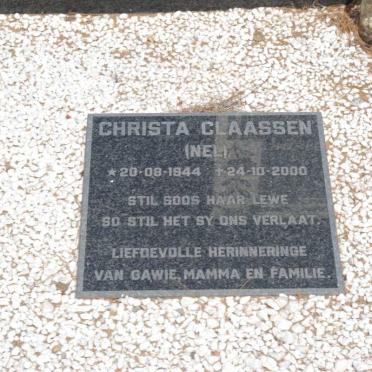 CHRISTA CLAASSEN
(NEL)
*20-08-1944 +24-10-2000
STIL SOOS HAAR LEWE
SO STIL HET SY ONS VERLAAT.
LIEFDEVOLLE HERINNERINGE
VAN GAWIE, MAMMA EN FAMILIE.